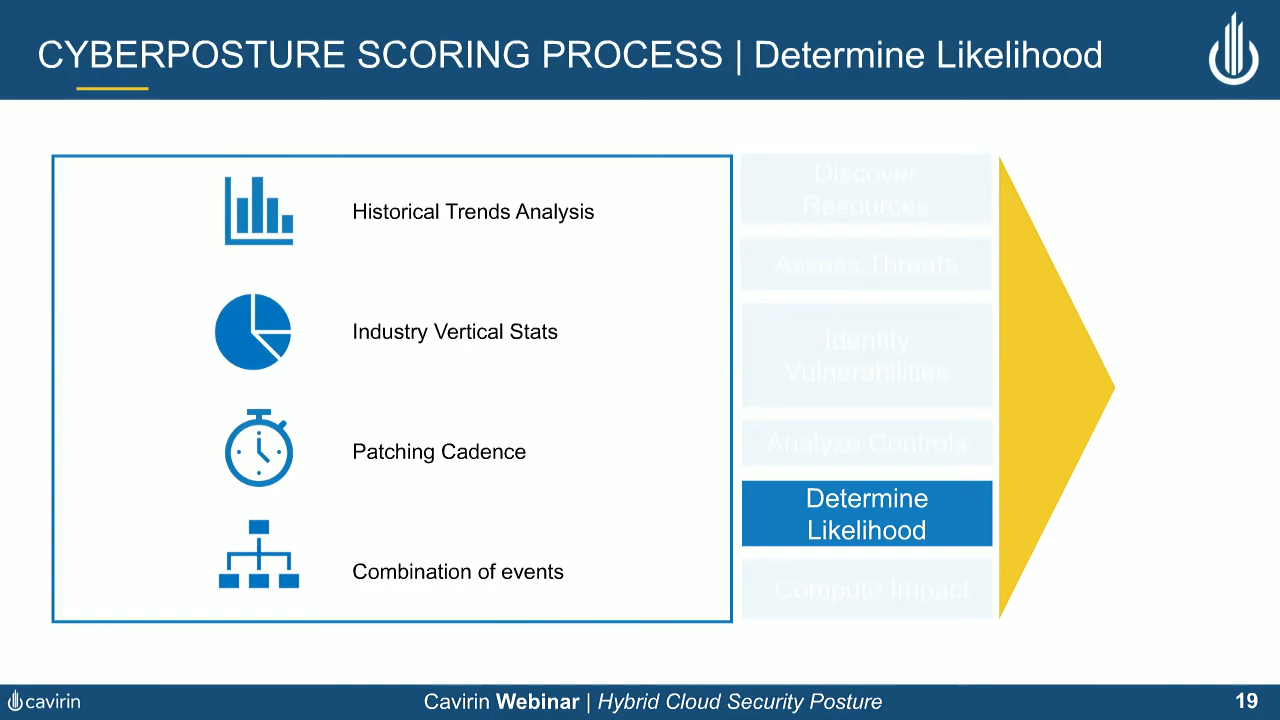 CYBERPOSTURE SCORING PROCESS | Determine Likelihood
Historical Trends Analysis
Industry Vertical Stats
Patching Cadence
Combination of events
Discover
Resources
Assess Threats
Identify
Vulnerabilities
Analyze Controls
Determine
Likelihood
Compute Impact
cavirin
Cavirin Webinar | Hybrid Cloud Security Posture
19